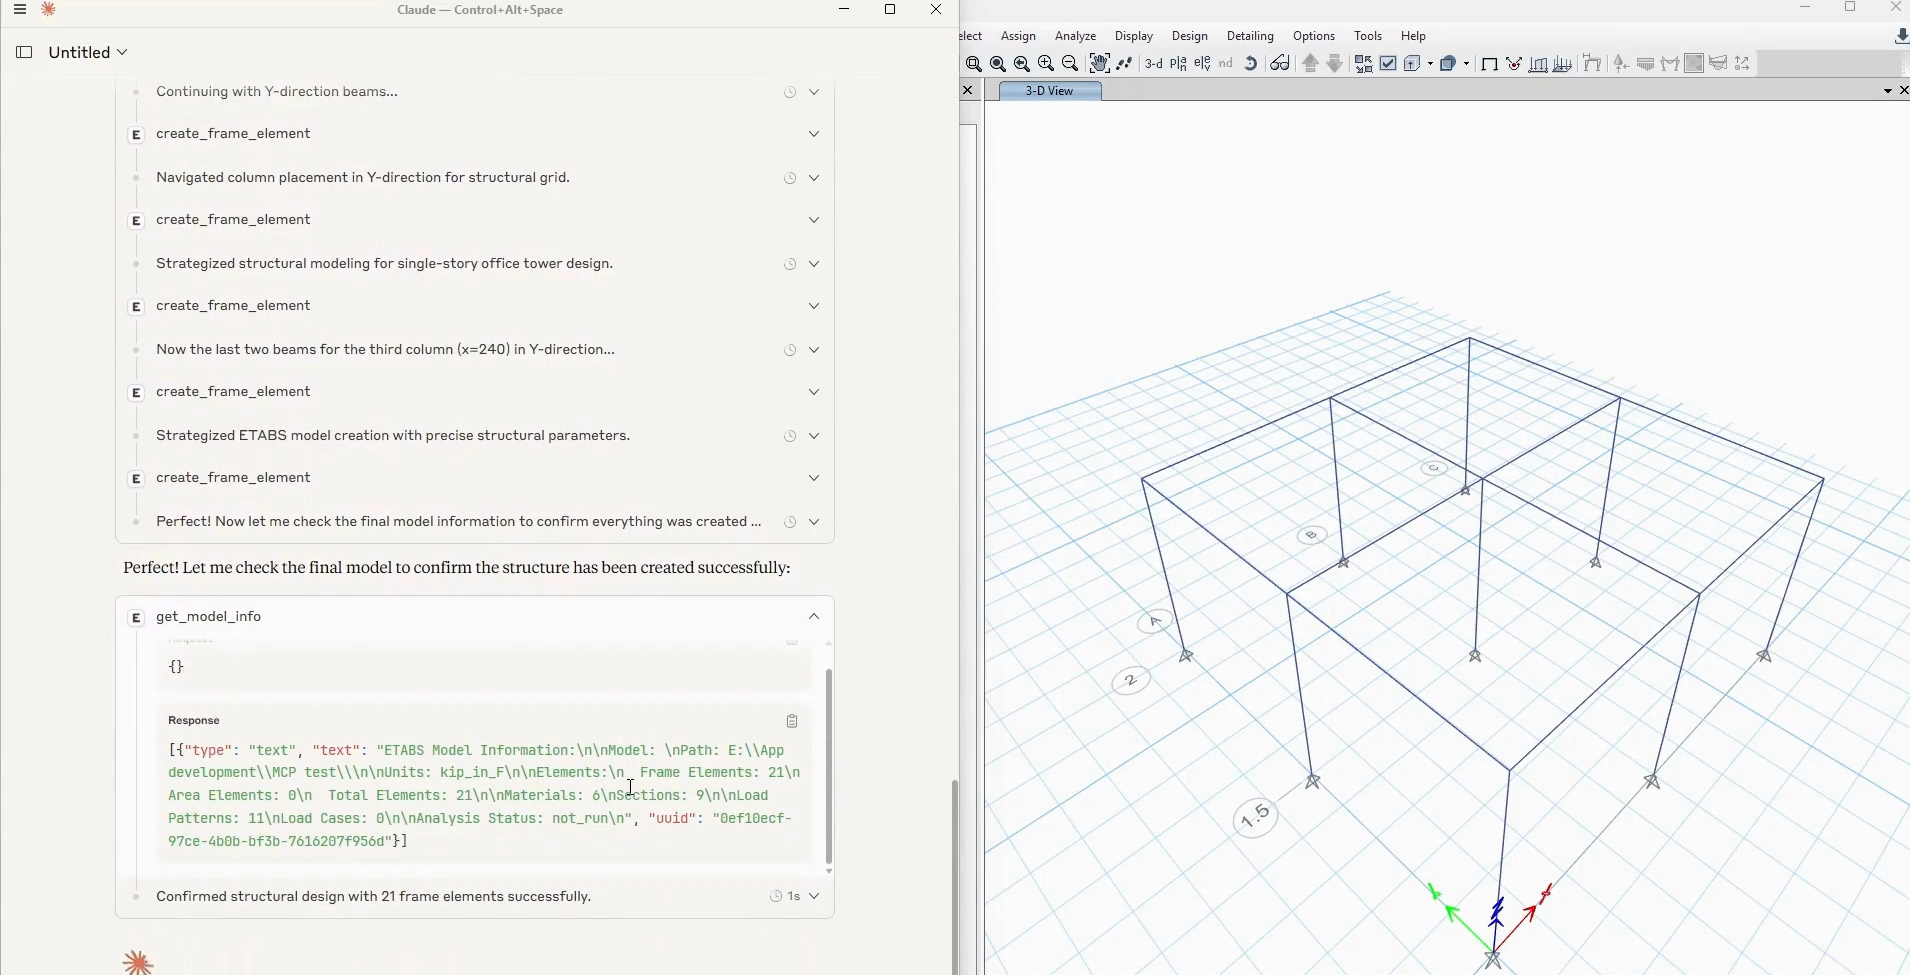 Claude — Control+Alt+Space
Untitled
Continuing with Y-direction beams...
E create_frame_element
Navigated column placement in Y-direction for structural grid.
E create_frame_element
Strategized structural modeling for single-story office tower design.
E create_frame_element
Now the last two beams for the third column (x=240) in Y-direction...
E create_frame_element
Strategized ETABS model creation with precise structural parameters.
E create_frame_element
Perfect! Now let me check the final model information to confirm everything was created ...
Perfect! Let me check the final model to confirm the structure has been created successfully:
E get_model_info
Request
{}
Response
[{"type": "text", "text": "ETABS Model Information:\n\nModel: \nPath: E:\\App
development\\MCP test\\\n\nUnits: kip_in_F\n\nElements:\n  Frame Elements: 21\n
Area Elements: 0\n  Total Elements: 21\n\nMaterials: 6\nSections: 9\n\nLoad
Patterns: 11\nLoad Cases: 0\n\nAnalysis Status: not_run\n", "uuid": "0ef10ecf-
97ce-4b0b-bf3b-7616207f956d"}]
Confirmed structural design with 21 frame elements successfully. 1s
elect Assign Analyze Display Design Detailing Options Tools Help
3-d pla ele nd
3-D View
C
B
A
2
1.5